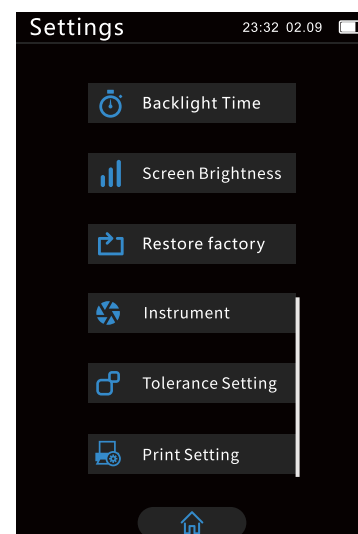 Settings 23:32 02.09
Backlight Time
Screen Brightness
Restore factory
Instrument
Tolerance Setting
Print Setting